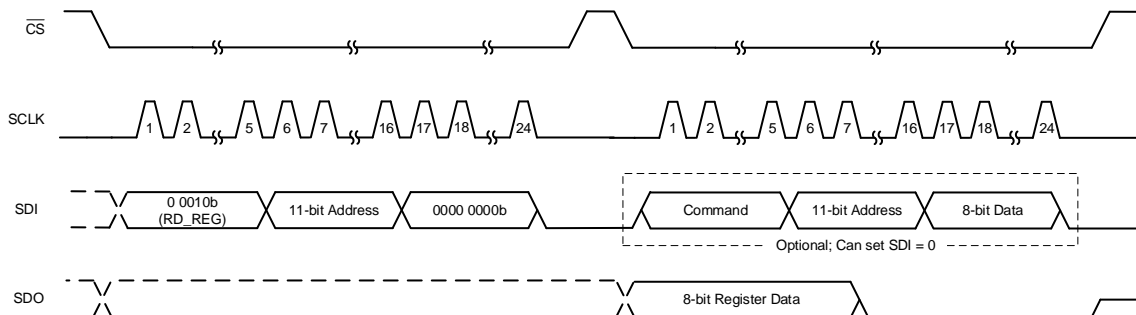 CS
SCLK
1 2 5 6 7 16 17 18 24 1 2 5 6 7 16 17 18 24
SDI
0 0010b
(RD_REG)
11-bit Address
0000 0000b
Command
11-bit Address
8-bit Data
Optional; Can set SDI = 0
SDO
8-bit Register Data